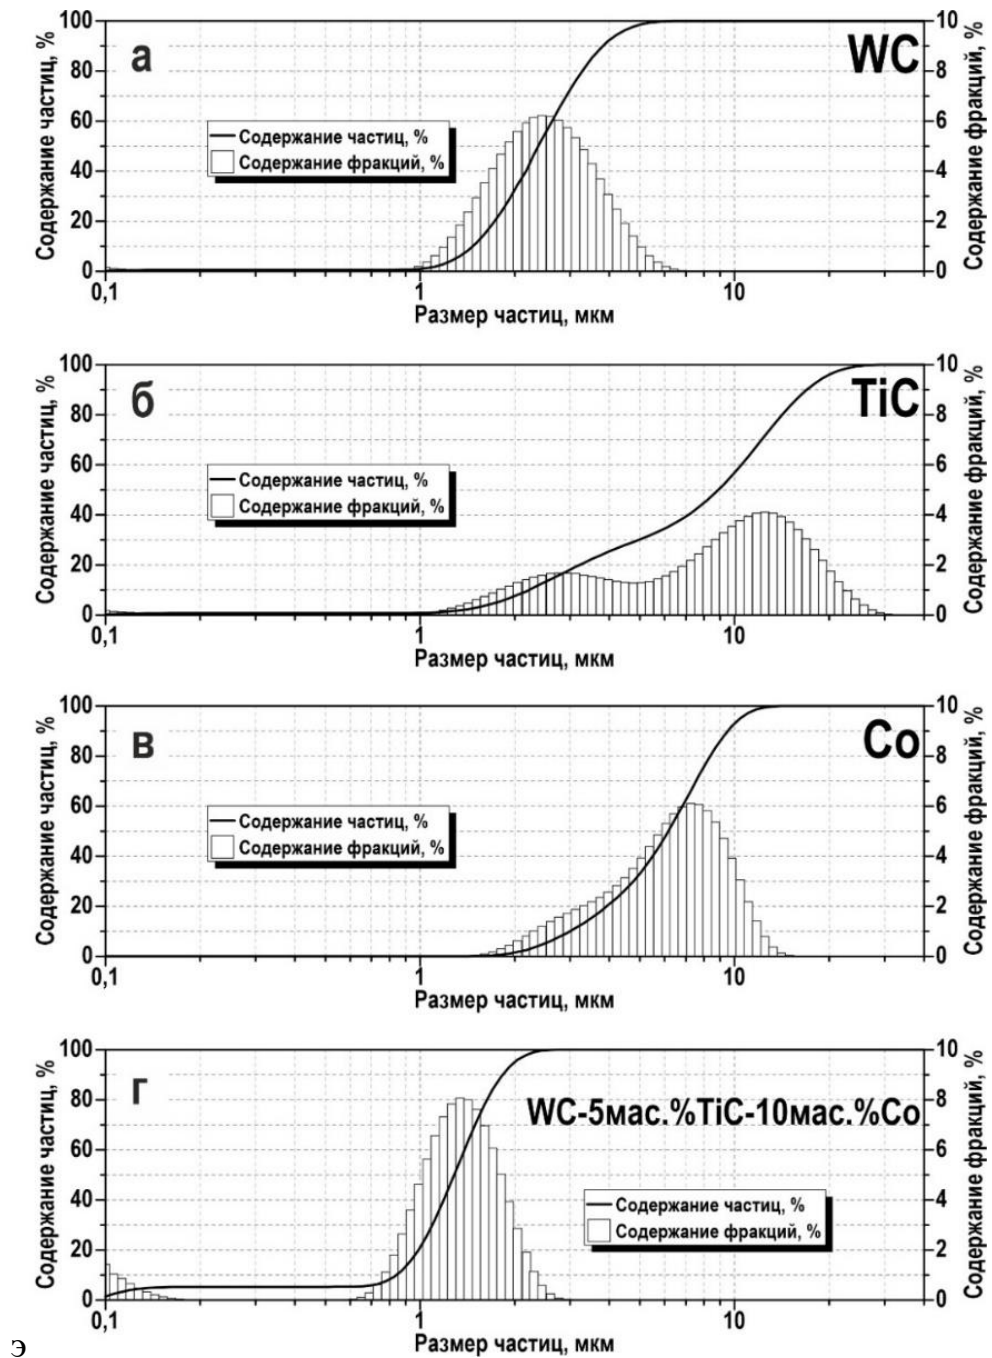 Содержание частиц, %
100
80
60
40
20
0
а
WC
Содержание частиц, %
Содержание фракций, %
10
8
6
4
2
0
Содержание фракций, %
0,1
1
10
Размер частиц, мкм
Содержание частиц, %
100
80
60
40
20
0
б
TiC
Содержание частиц, %
Содержание фракций, %
10
8
6
4
2
0
Содержание фракций, %
0,1
1
10
Размер частиц, мкм
Содержание частиц, %
100
80
60
40
20
0
в
Co
Содержание частиц, %
Содержание фракций, %
10
8
6
4
2
0
Содержание фракций, %
0,1
1
10
Размер частиц, мкм
Содержание частиц, %
100
80
60
40
20
0
г
WC-5мас.%TiC-10мас.%Co
Содержание частиц, %
Содержание фракций, %
10
8
6
4
2
0
Содержание фракций, %
0,1
1
10
Размер частиц, мкм
Э